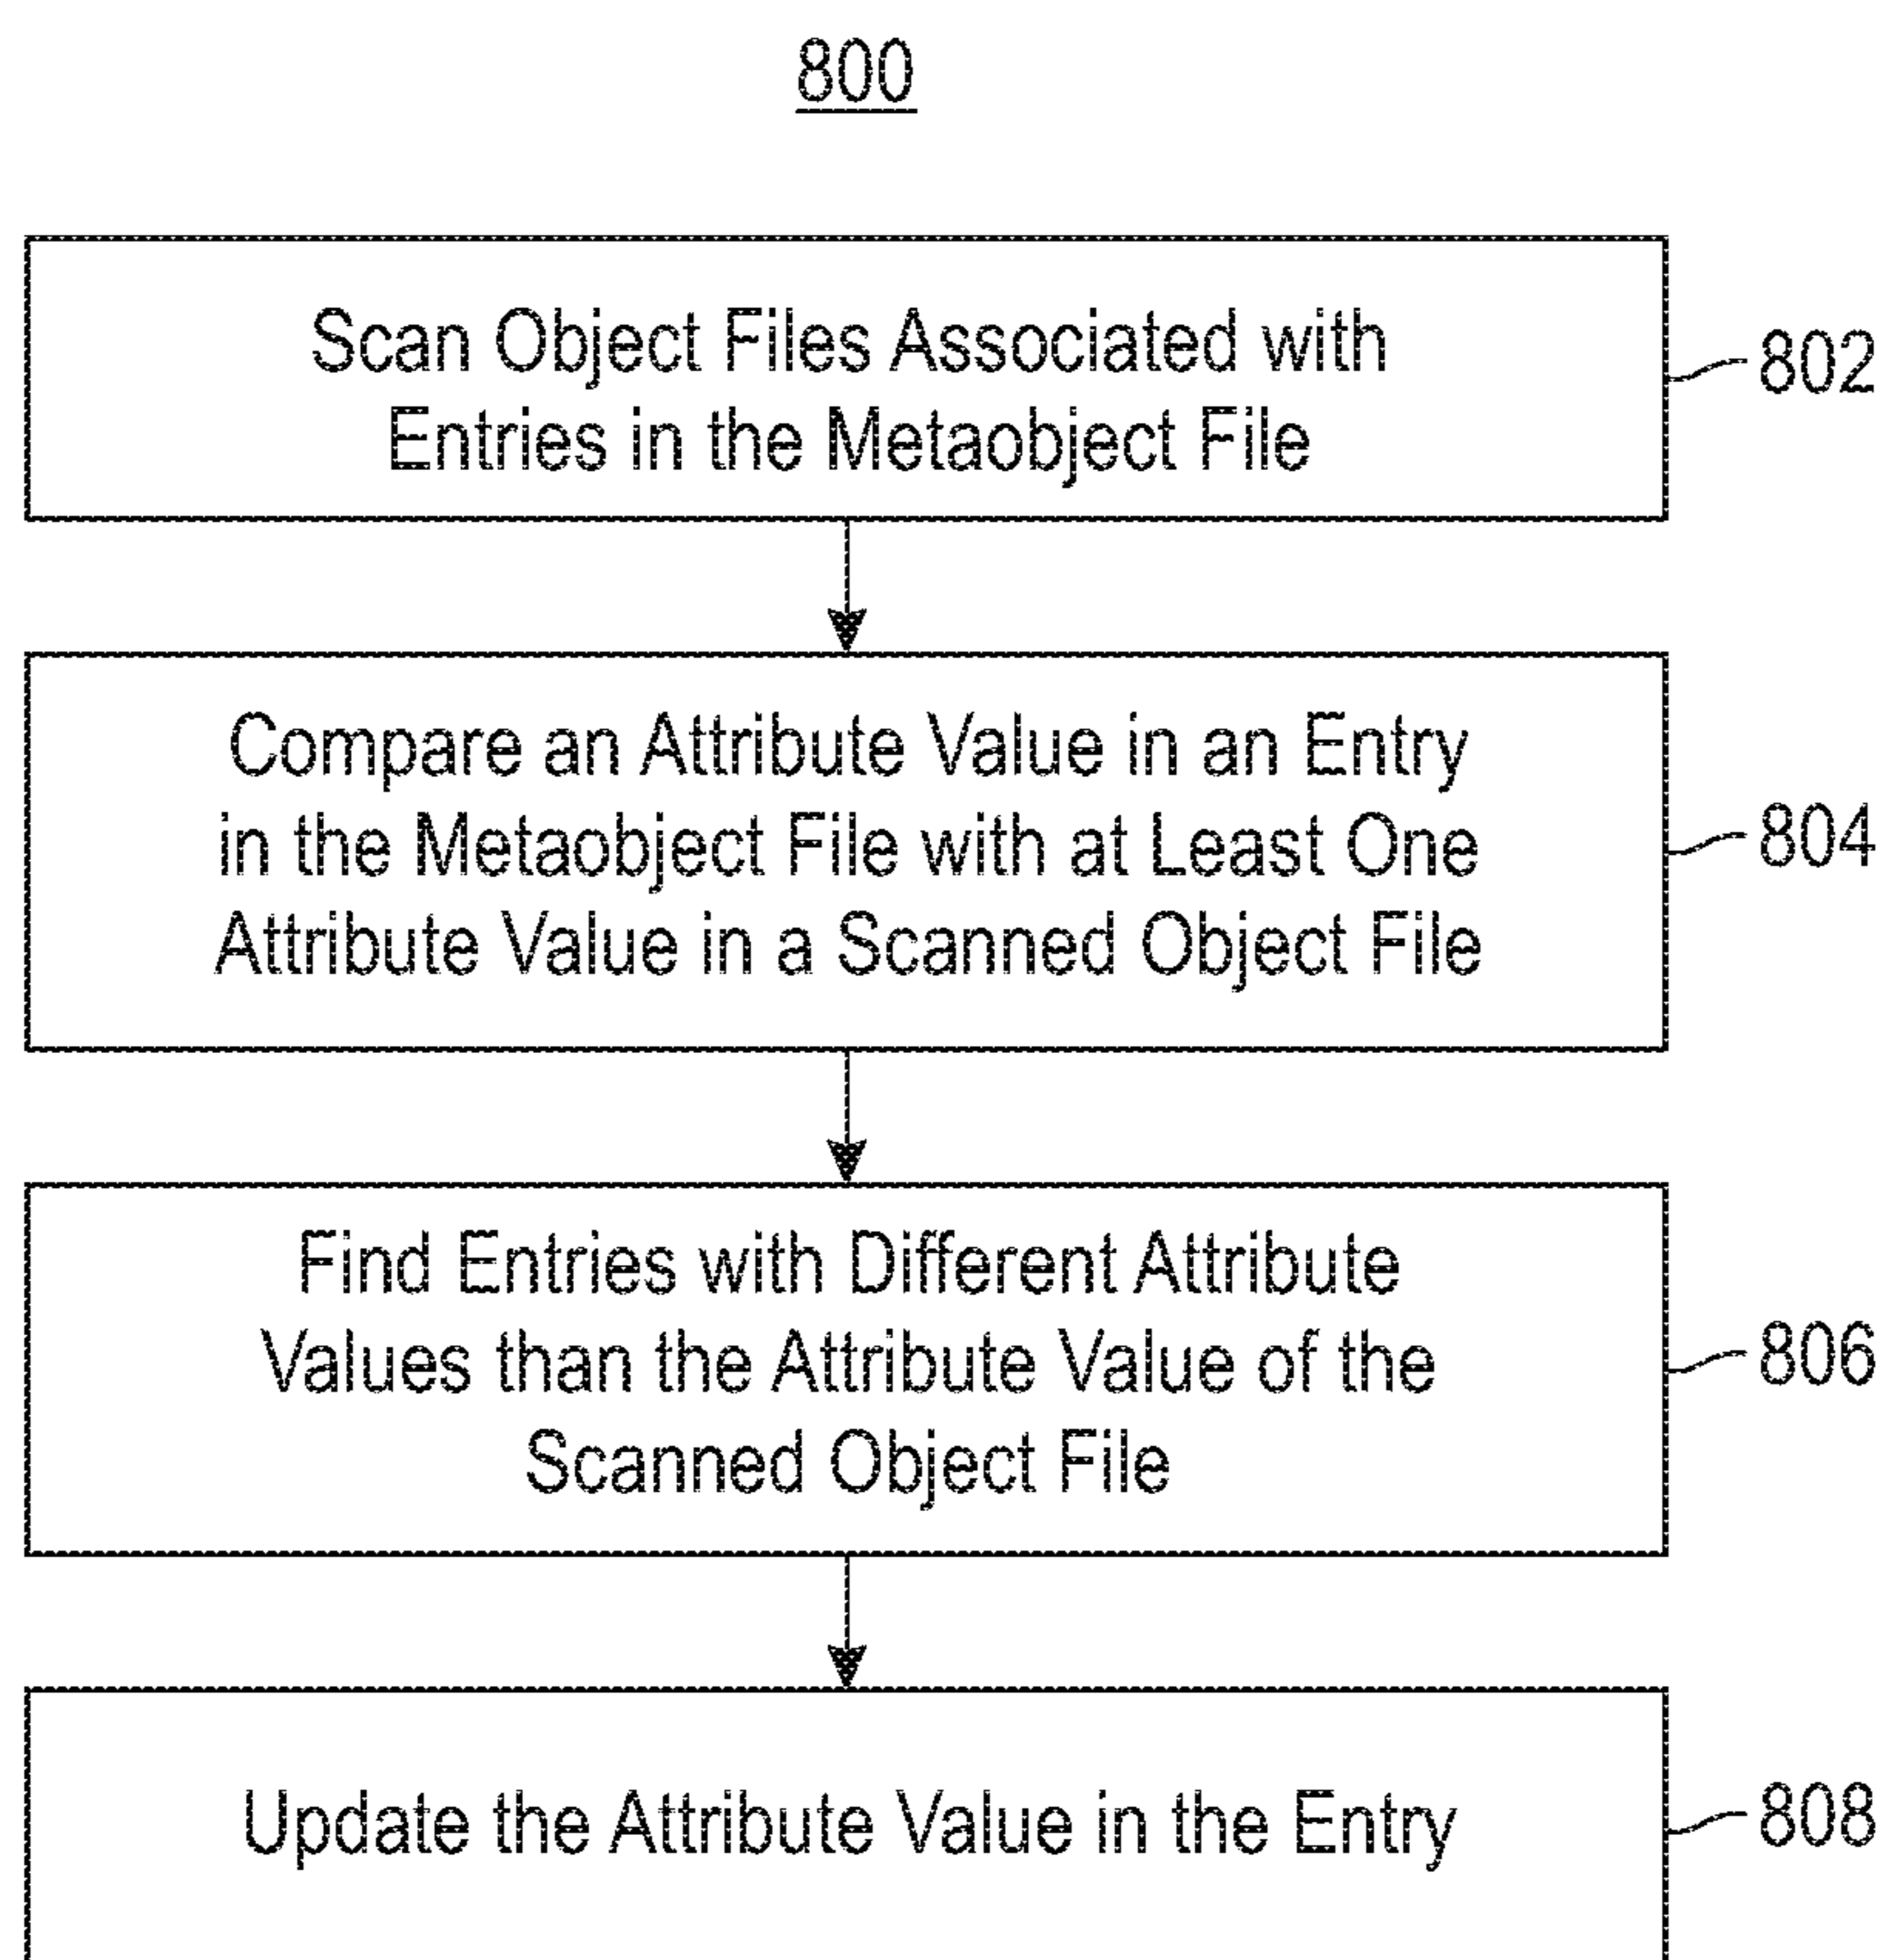 800
Scan Object Files Associated with
Entries in the Metaobject File
802
Compare an Attribute Value in an Entry
in the Metaobject File with at Least One
Attribute Value in a Scanned Object File
804
Find Entries with Different Attribute
Values than the Attribute Value of the
Scanned Object File
806
Update the Attribute Value in the Entry
808